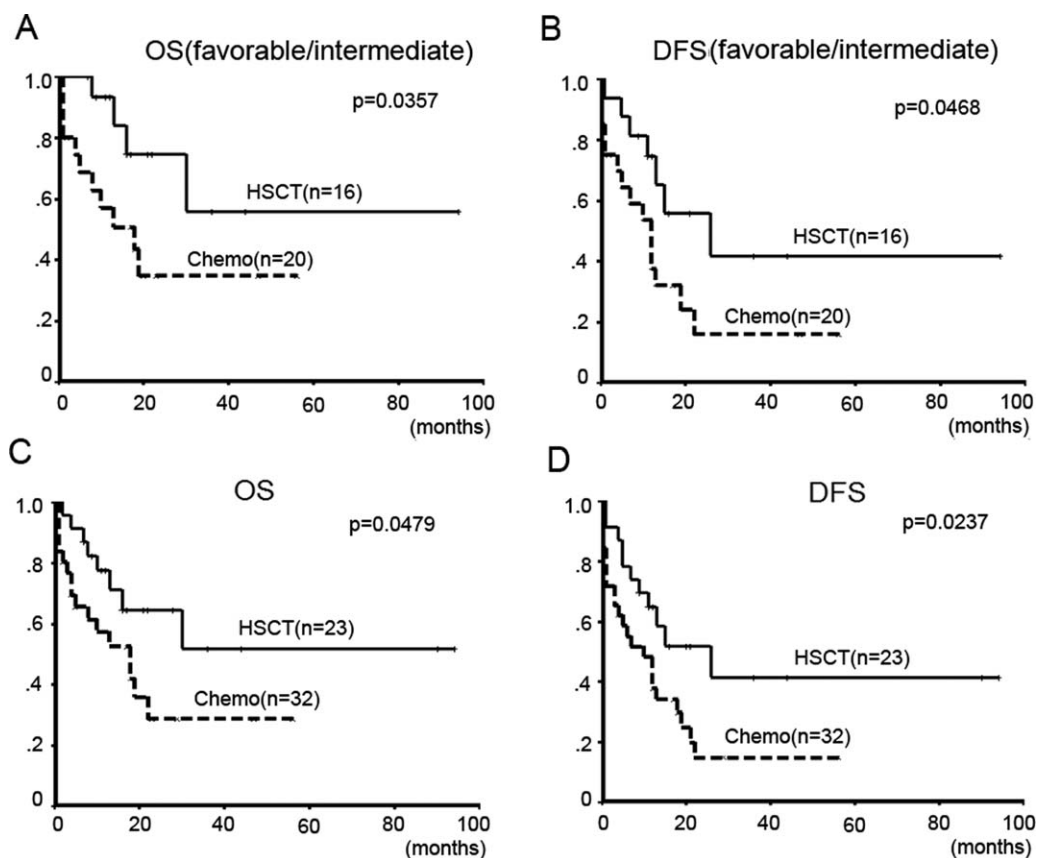 A
OS(favorable/intermediate)
1.0
p=0.0357
.8
.6
HSCT(n=16)
.4
Chemo(n=20)
.2
0
0 20 40 60 80 100
(months)
B
DFS(favorable/intermediate)
1.0
p=0.0468
.8
.6
HSCT(n=16)
.4
Chemo(n=20)
.2
0
0 20 40 60 80 100
(months)
C
OS
1.0
p=0.0479
.8
.6
HSCT(n=23)
.4
Chemo(n=32)
.2
0
0 20 40 60 80 100
(months)
D
DFS
1.0
p=0.0237
.8
.6
HSCT(n=23)
.4
Chemo(n=32)
.2
0
0 20 40 60 80 100
(months)